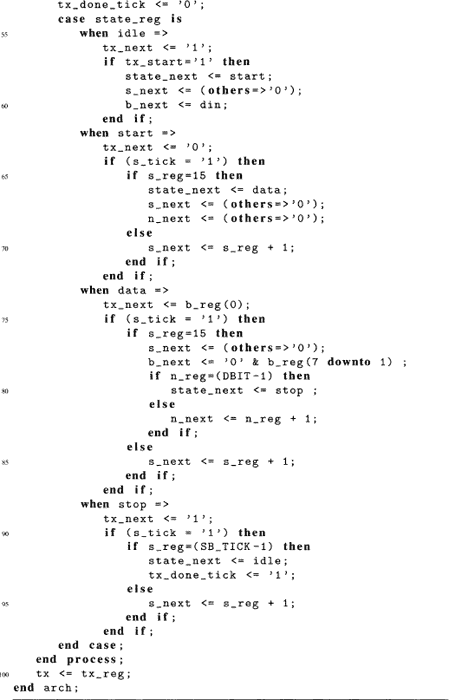 tx_done_tick <= '0';
case state_reg is
55 when idle =>
tx_next <= '1';
if tx_start='1' then
state_next <= start;
s_next <= (others=>'0');
60 b_next <= din;
end if;
when start =>
tx_next <= '0';
if (s_tick = '1') then
65 if s_reg=15 then
state_next <= data;
s_next <= (others=>'0');
n_next <= (others=>'0');
else
70 s_next <= s_reg + 1;
end if;
end if;
when data =>
tx_next <= b_reg(0);
75 if (s_tick = '1') then
if s_reg=15 then
s_next <= (others=>'0');
b_next <= '0' & b_reg(7 downto 1) ;
if n_reg=(DBIT-1) then
80 state_next <= stop ;
else
n_next <= n_reg + 1;
end if;
else
85 s_next <= s_reg + 1;
end if;
end if;
when stop =>
tx_next <= '1';
90 if (s_tick = '1') then
if s_reg=(SB_TICK-1) then
state_next <= idle;
tx_done_tick <= '1';
else
95 s_next <= s_reg + 1;
end if;
end if;
end case;
end process;
100 tx <= tx_reg;
end arch;